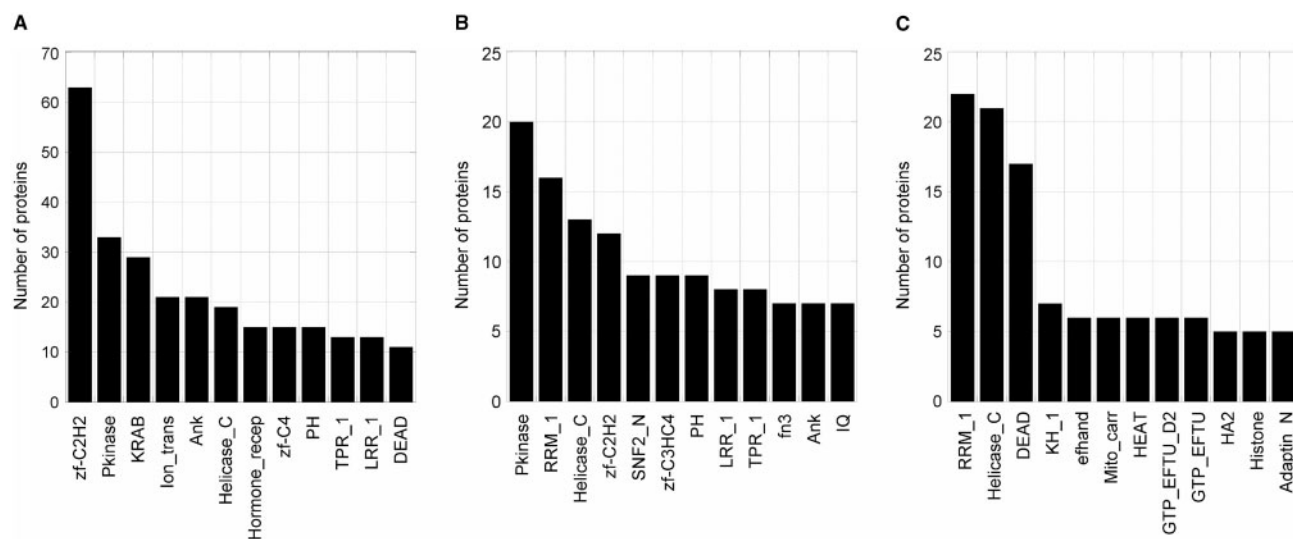 A
Number of proteins
70
60
50
40
30
20
10
0
zf-C2H2
Pkinase
KRAB
Ion_trans
Ank
Helicase_C
Hormone_recep
zf-C4
PH
TPR_1
LRR_1
DEAD
B
Number of proteins
25
20
15
10
5
0
Pkinase
RRM_1
Helicase_C
zf-C2H2
SNF2_N
zf-C3HC4
PH
LRR_1
TPR_1
fn3
Ank
IQ
C
Number of proteins
25
20
15
10
5
0
RRM_1
Helicase_C
DEAD
KH_1
efhand
Mito_carr
HEAT
GTP_EFTU_D2
GTP_EFTU
HA2
Histone
Adaptin_N